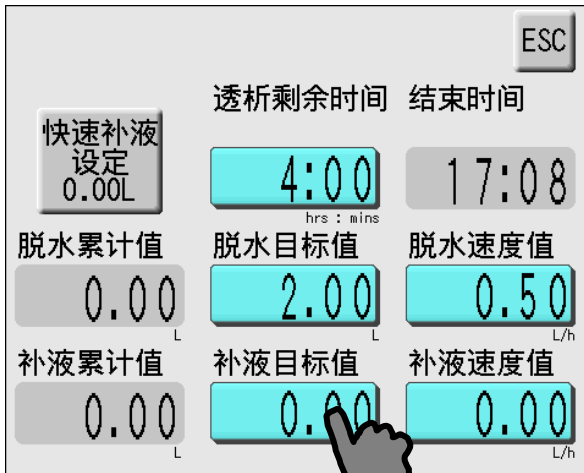 ESC
透析剩余时间 结束时间
快速补液
设定
0.00L
4:00 17:08
hrs : mins
脱水累计值 脱水目标值 脱水速度值
0.00 2.00 0.50
L L L/h
补液累计值 补液目标值 补液速度值
0.00 0.00 0.00
L L/h